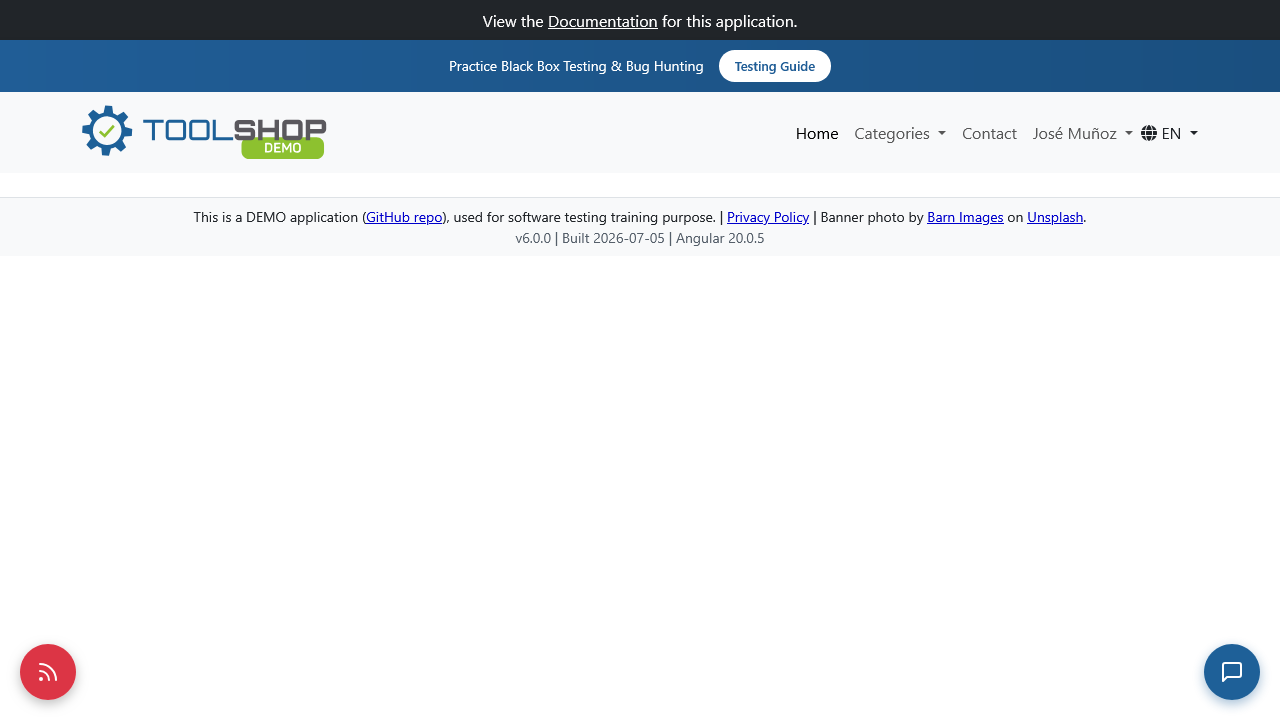 View the Documentation for this application.
Practice Black Box Testing & Bug Hunting Testing Guide
TOOLSHOP DEMO Home Categories Contact José Muñoz EN
This is a DEMO application (GitHub repo), used for software testing training purpose. | Privacy Policy | Banner photo by Barn Images on Unsplash.
v6.0.0 | Built 2026-07-05 | Angular 20.0.5